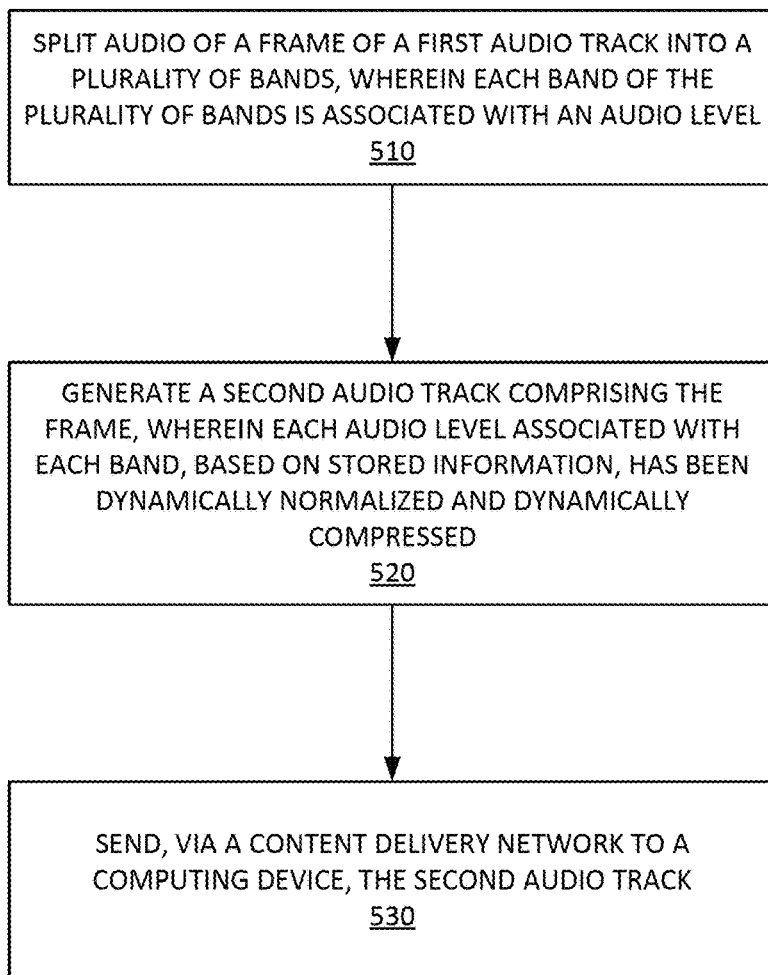 SPLIT AUDIO OF A FRAME OF A FIRST AUDIO TRACK INTO A
PLURALITY OF BANDS, WHEREIN EACH BAND OF THE
PLURALITY OF BANDS IS ASSOCIATED WITH AN AUDIO LEVEL
510
GENERATE A SECOND AUDIO TRACK COMPRISING THE
FRAME, WHEREIN EACH AUDIO LEVEL ASSOCIATED WITH
EACH BAND, BASED ON STORED INFORMATION, HAS BEEN
DYNAMICALLY NORMALIZED AND DYNAMICALLY
COMPRESSED
520
SEND, VIA A CONTENT DELIVERY NETWORK TO A
COMPUTING DEVICE, THE SECOND AUDIO TRACK
530